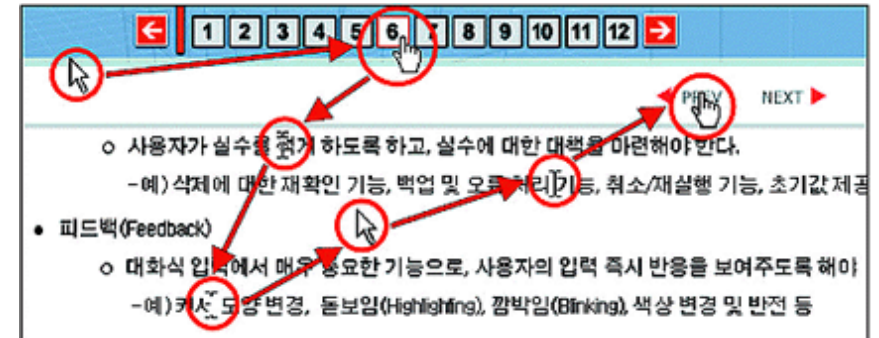 1 2 3 4 5 6 7 8 9 10 11 12
PREV NEXT
사용자가 실수를 적게 하도록 하고, 실수에 대한 대책을 마련해야 한다.
-예) 삭제에 대한 재확인 기능, 백업 및 오류 처리 기능, 취소/재실행 기능, 초기값 제공
피드백(Feedback)
대화식 입력에서 매우 중요한 기능으로, 사용자의 입력 즉시 반응을 보여주도록 해야
-예) 커서 모양 변경, 돋보임(Highlighting), 깜박임(Blinking), 색상 변경 및 반전 등